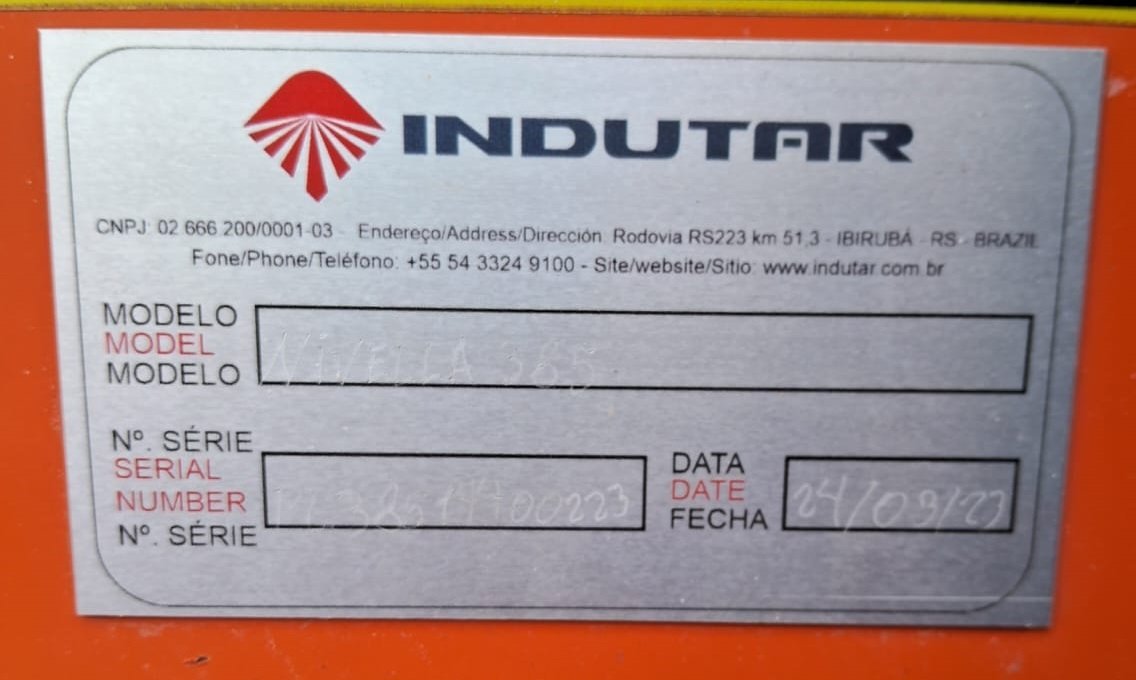 INDUTAR
CNPJ: 02 666 200/0001-03 - Endereço/Address/Dirección: Rodovia RS223 km 51,3 - IBIRUBÁ - RS - BRAZIL
Fone/Phone/Teléfono: +55 54 3324 9100 - Site/website/Sitio: www.indutar.com.br
MODELO
MODEL
MODELO
NIVELLA 385
Nº. SÉRIE
SERIAL
NUMBER
Nº. SÉRIE
DATA
DATE
FECHA
24/03/23